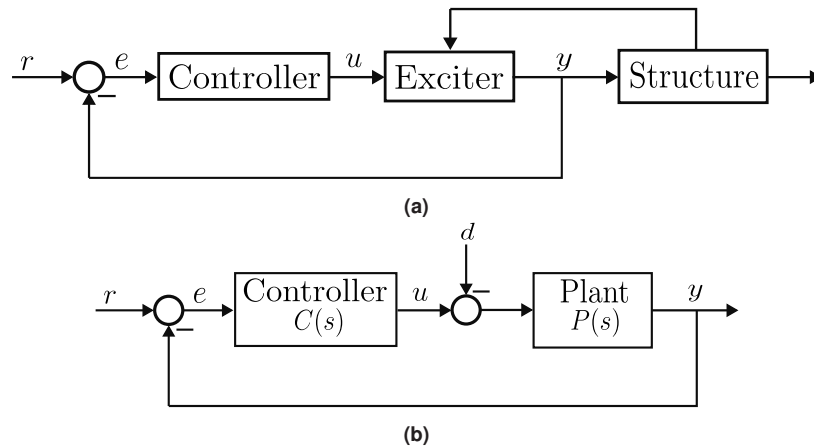 r
e
Controller
u
Exciter
y
Structure
−
(a)
d
r
e
Controller
C(s)
u
−
Plant
P(s)
y
−
(b)